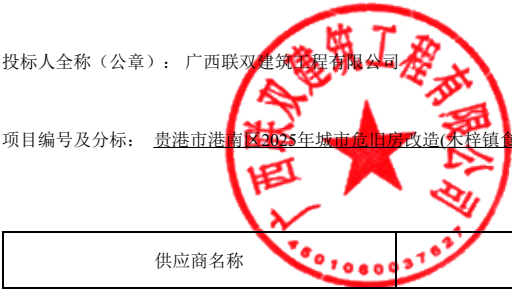 投标人全称（公章）：广西联双建筑工程有限公司
广西联双建筑工程有限公司
项目编号及分标： 贵港市港南区2025年城市危旧房改造(木梓镇食
4501080037627
供应商名称